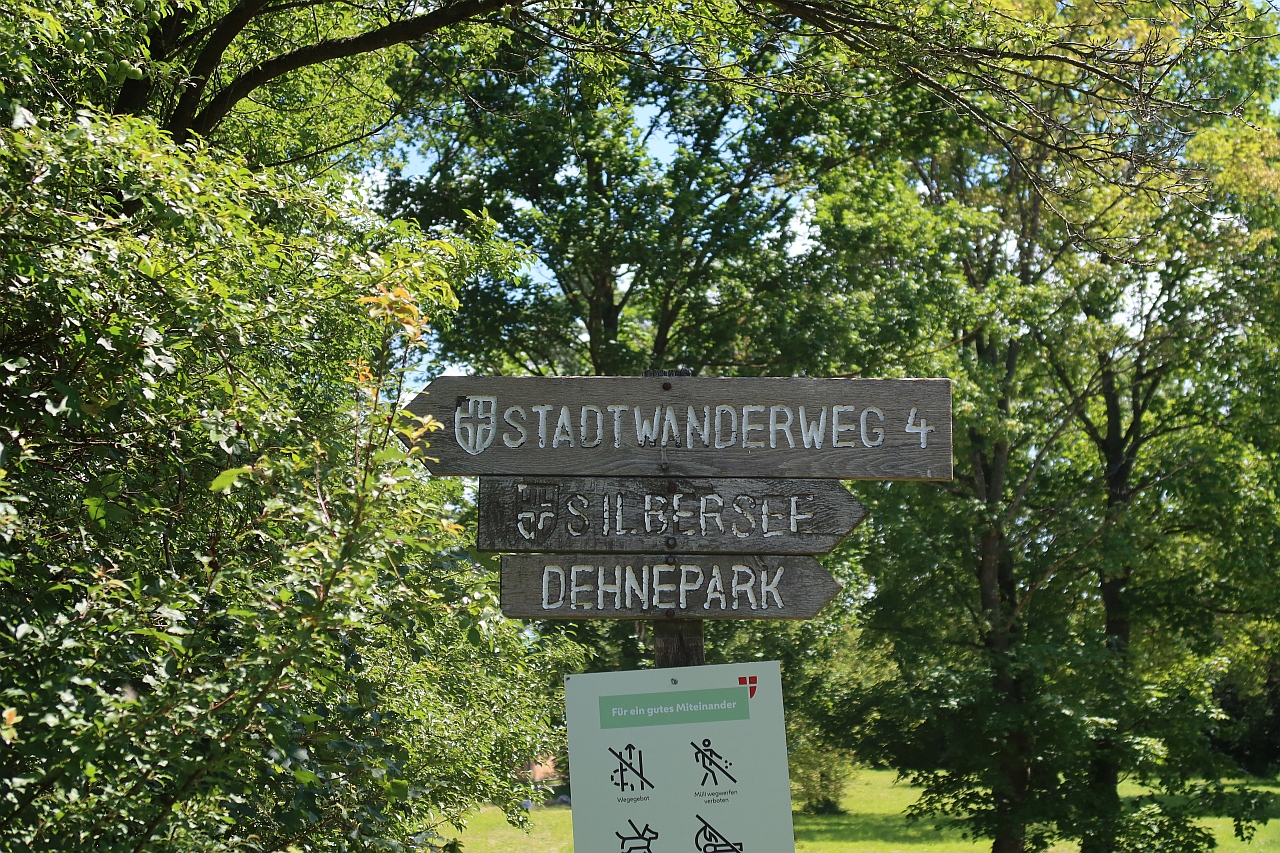 STADTWANDERWEG 4
SILBERSEE
DEHNEPARK
Für ein gutes Miteinander
Wegegebot
Müll wegwerfen
verboten